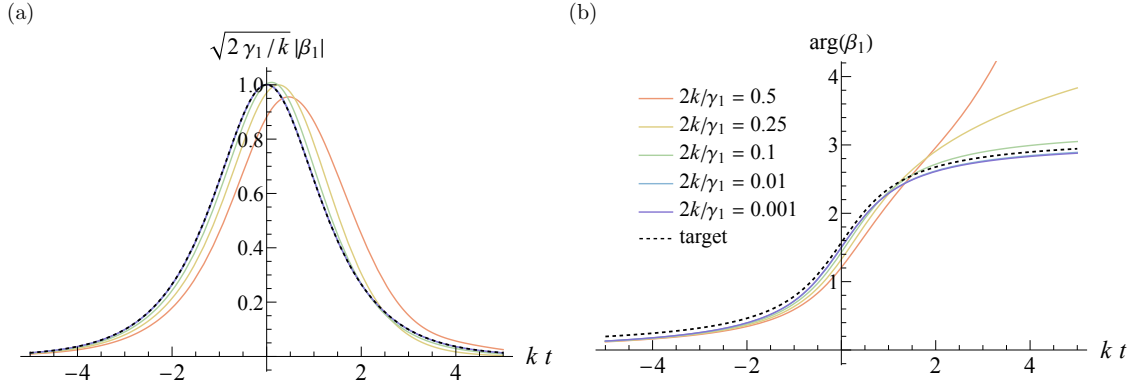 (a)
√2 γ₁/k |β₁|
1.0
0.8
0.6
0.4
0.2
−4 −2 0 2 4
k t
(b)
arg(β₁)
4
3
2
1
2k/γ₁ = 0.5
2k/γ₁ = 0.25
2k/γ₁ = 0.1
2k/γ₁ = 0.01
2k/γ₁ = 0.001
target
−4 −2 0 2 4
k t